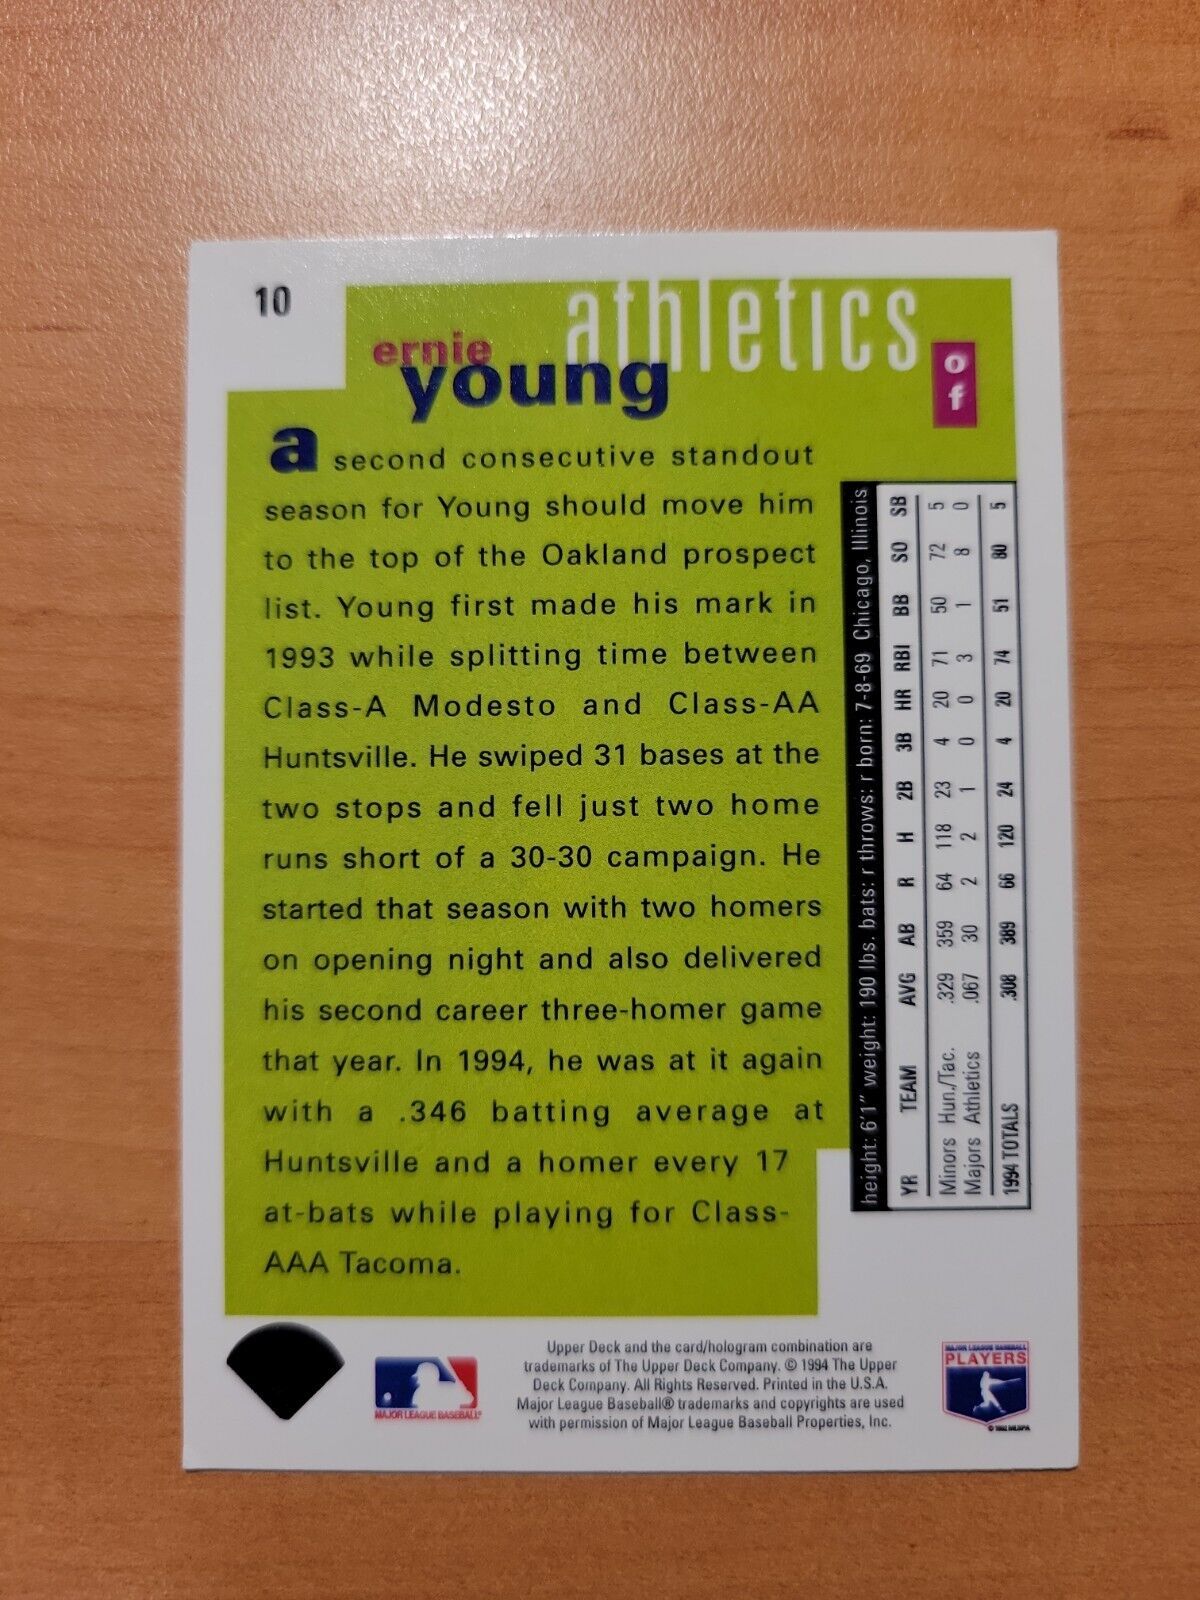 10
athletics
ernie
young
of
a second consecutive standout
season for Young should move him
to the top of the Oakland prospect
list. Young first made his mark in
1993 while splitting time between
Class-A Modesto and Class-AA
Huntsville. He swiped 31 bases at the
two stops and fell just two home
runs short of a 30-30 campaign. He
started that season with two homers
on opening night and also delivered
his second career three-homer game
that year. In 1994, he was at it again
with a .346 batting average at
Huntsville and a homer every 17
at-bats while playing for Class-
AAA Tacoma.
height: 6'1" weight: 190 lbs. bats: r throws: r born: 7-8-69 Chicago, Illinois
YR TEAM AVG AB R H 2B 3B HR RBI BB SO SB
Minors Hun./Tac. .329 359 64 118 23 4 20 71 50 72 5
Majors Athletics .067 30 2 2 1 0 0 3 1 8 0
1994 TOTALS .308 389 66 120 24 4 20 74 51 80 5
MAJOR LEAGUE BASEBALL®
Upper Deck and the card/hologram combination are
trademarks of The Upper Deck Company. © 1994 The Upper
Deck Company. All Rights Reserved. Printed in the U.S.A.
Major League Baseball® trademarks and copyrights are used
with permission of Major League Baseball Properties, Inc.
MAJOR LEAGUE BASEBALL
PLAYERS
© 1992 MLBPA